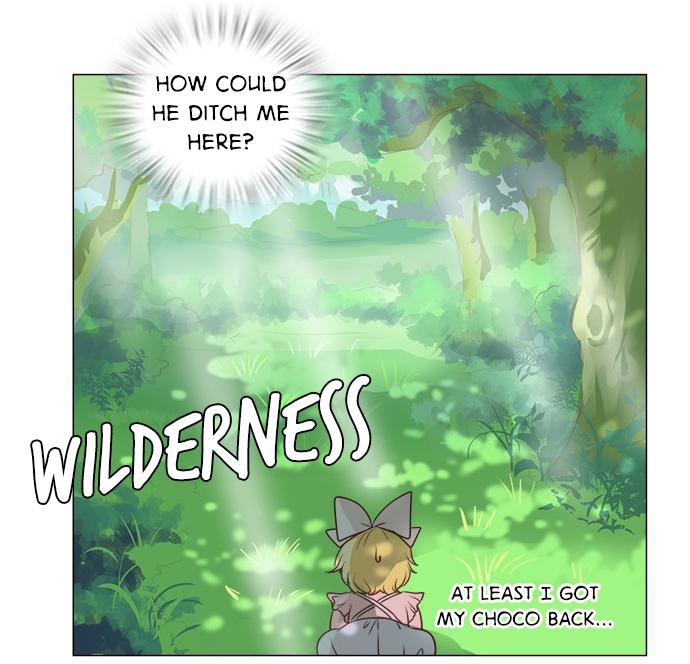 HOW COULD
HE DITCH ME
HERE?
WILDERNESS
AT LEAST I GOT
MY CHOCO BACK...